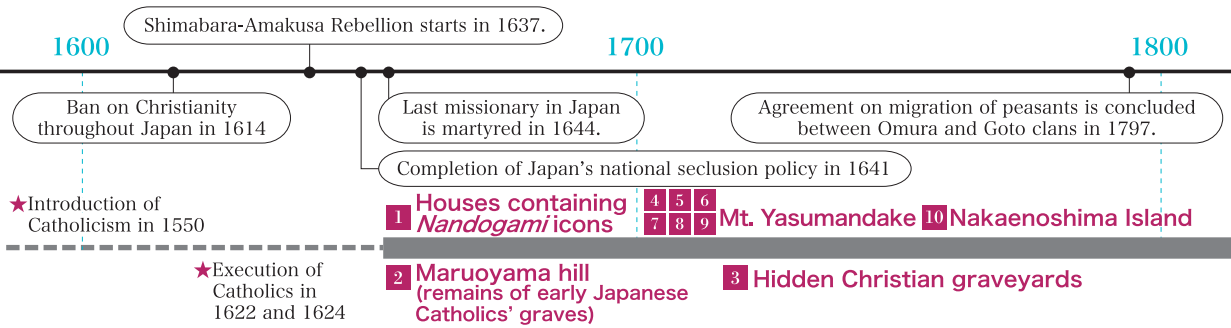 Shimabara-Amakusa Rebellion starts in 1637.
1600
1700
1800
Ban on Christianity
throughout Japan in 1614
Last missionary in Japan
is martyred in 1644.
Agreement on migration of peasants is concluded
between Omura and Goto clans in 1797.
Completion of Japan's national seclusion policy in 1641
★Introduction of
Catholicism in 1550
1 Houses containing
Nandogami icons
4 5 6
7 8 9
Mt. Yasumandake
10 Nakaenoshima Island
★Execution of
Catholics in
1622 and 1624
2 Maruoyama hill
(remains of early Japanese
Catholics' graves)
3 Hidden Christian graveyards